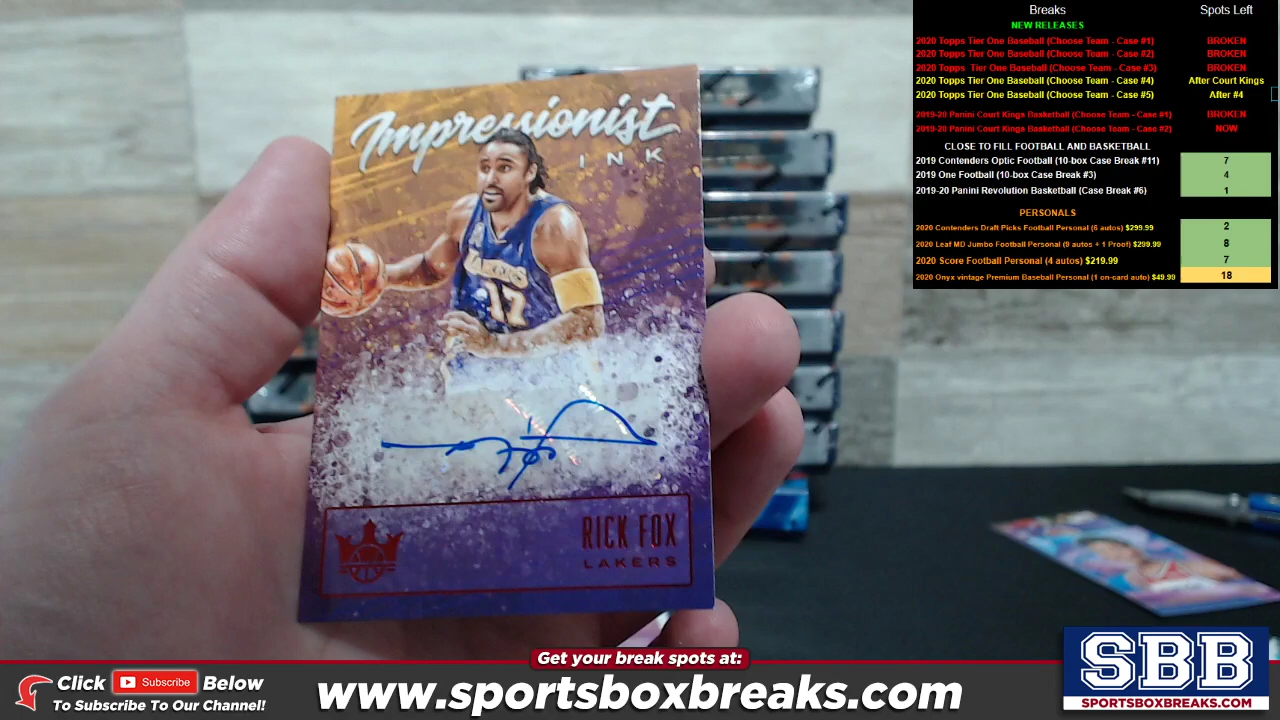 Breaks Spots Left
NEW RELEASES
2020 Topps Tier One Baseball (Choose Team - Case #1) BROKEN
2020 Topps Tier One Baseball (Choose Team - Case #2) BROKEN
2020 Topps Tier One Baseball (Choose Team - Case #3) BROKEN
2020 Topps Tier One Baseball (Choose Team - Case #4) After Court Kings
2020 Topps Tier One Baseball (Choose Team - Case #5) After #4
2019-20 Panini Court Kings Basketball (Choose Team - Case #1) BROKEN
2019-20 Panini Court Kings Basketball (Choose Team - Case #2) NOW
CLOSE TO FILL FOOTBALL AND BASKETBALL
2019 Contenders Optic Football (10-box Case Break #11) 7
2019 One Football (10-box Case Break #3) 4
2019-20 Panini Revolution Basketball (Case Break #6) 1
PERSONALS
2020 Contenders Draft Picks Football Personal (6 autos) $299.99 2
2020 Leaf MD Jumbo Football Personal (9 autos + 1 Proof) $299.99 8
2020 Score Football Personal (4 autos) $219.99 7
2020 Onyx vintage Premium Baseball Personal (1 on-card auto) $49.99 18
Impressionist
INK
LAKERS
17
RICK FOX
LAKERS
Get your break spots at:
Click Subscribe Below
To Subscribe To Our Channel!
www.sportsboxbreaks.com
SBB
SPORTSBOXBREAKS.COM